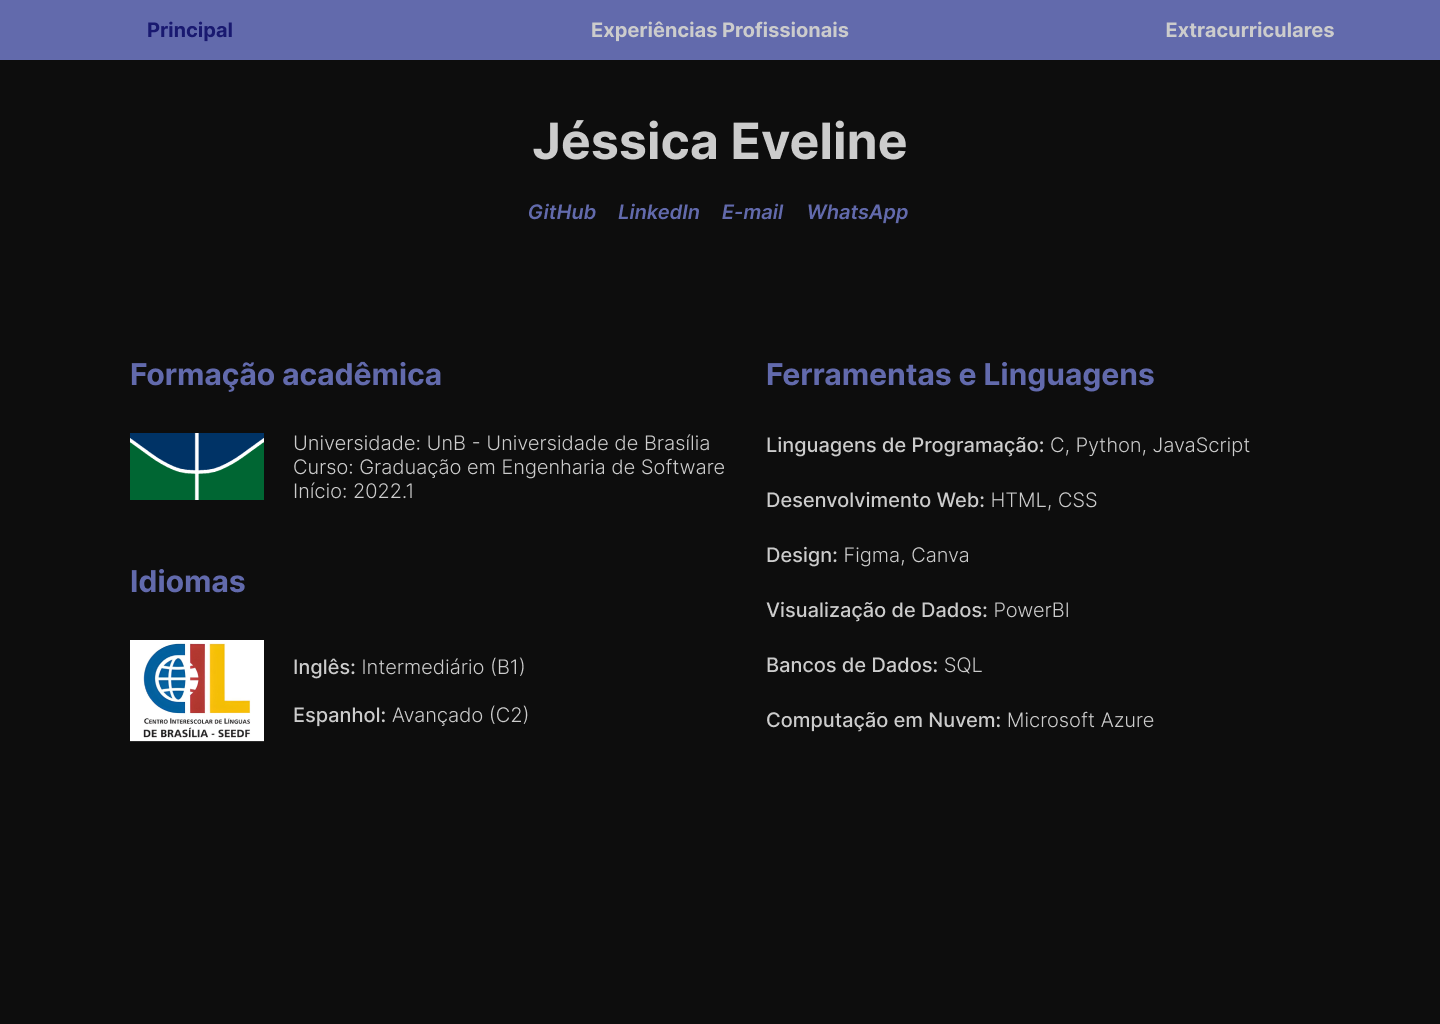 Principal
Experiências Profissionais
Extracurriculares
Jéssica Eveline
GitHub LinkedIn E-mail WhatsApp
Formação acadêmica
Universidade: UnB - Universidade de Brasília
Curso: Graduação em Engenharia de Software
Início: 2022.1
Idiomas
CIL
CENTRO INTERESCOLAR DE LÍNGUAS
DE BRASÍLIA - SEEDF
Inglês: Intermediário (B1)
Espanhol: Avançado (C2)
Ferramentas e Linguagens
Linguagens de Programação: C, Python, JavaScript
Desenvolvimento Web: HTML, CSS
Design: Figma, Canva
Visualização de Dados: PowerBI
Bancos de Dados: SQL
Computação em Nuvem: Microsoft Azure